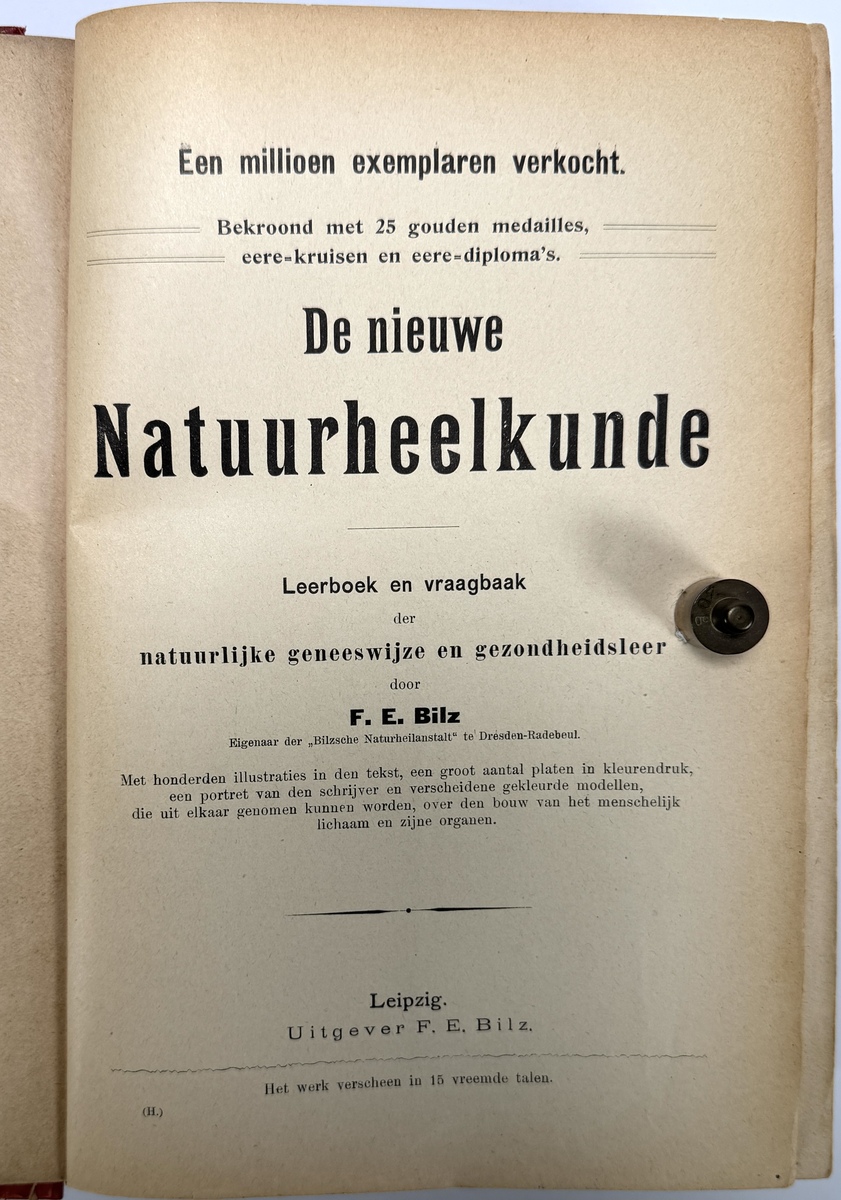 Een millioen exemplaren verkocht.
Bekroond met 25 gouden medailles,
eere=kruisen en eere=diploma's.
De nieuwe
Natuurheelkunde
Leerboek en vraagbaak
der
natuurlijke geneeswijze en gezondheidsleer
door
F. E. Bilz
Eigenaar der „Bilzsche Naturheilanstalt“ te Dresden-Radebeul.
Met honderden illustraties in den tekst, een groot aantal platen in kleurendruk,
een portret van den schrijver en verscheidene gekleurde modellen,
die uit elkaar genomen kunnen worden, over den bouw van het menschelijk
lichaam en zijne organen.
Leipzig.
Uitgever F. E. Bilz.
Het werk verscheen in 15 vreemde talen.
(H.)